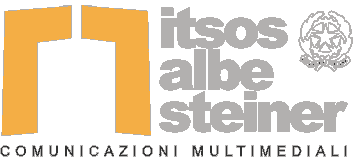 itsos
albe
steiner
COMUNICAZIONI MULTIMEDIALI